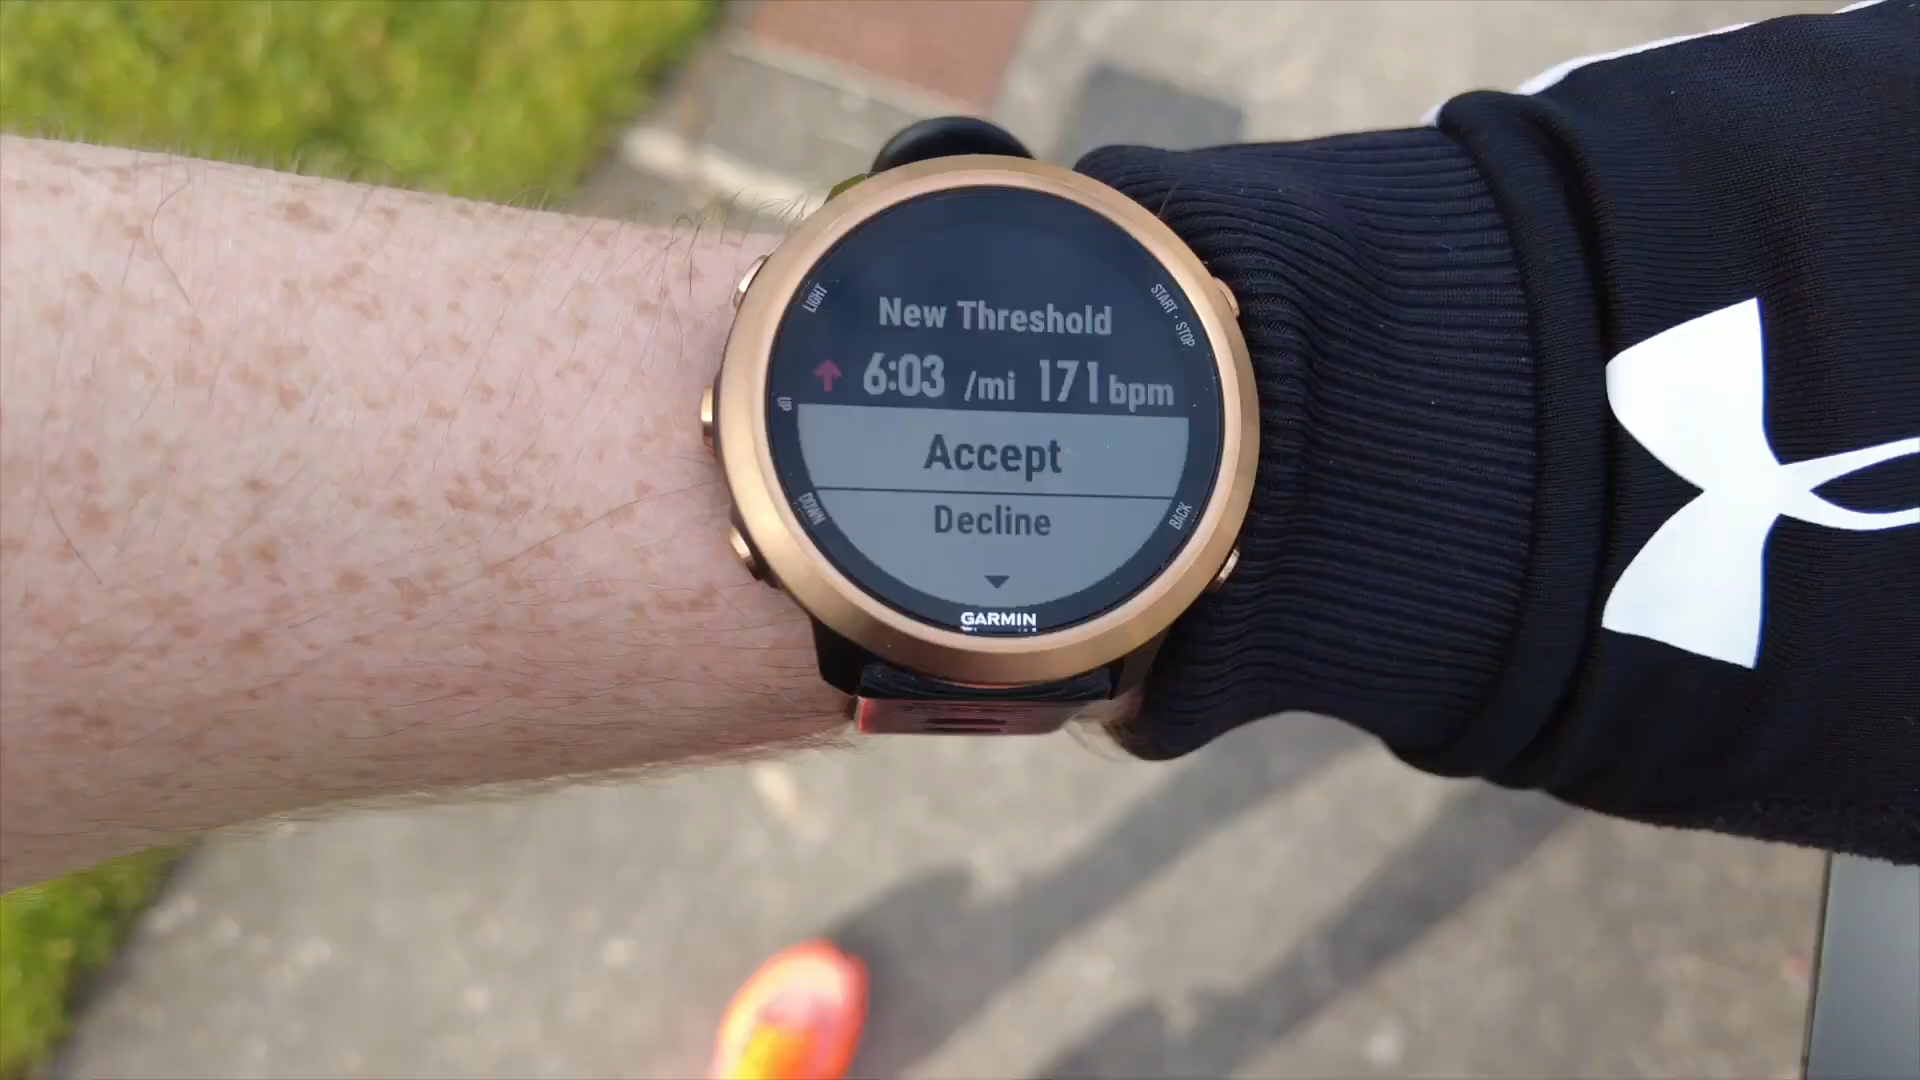 LIGHT
START · STOP
New Threshold
6:03 /mi 171 bpm
UP
Accept
Decline
DOWN
BACK
GARMIN